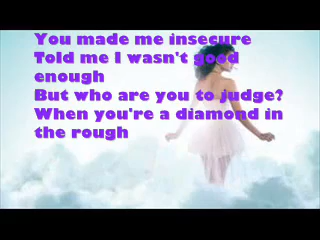 You made me insecure
Told me I wasn't good
enough
But who are you to judge?
When you're a diamond in
the rough